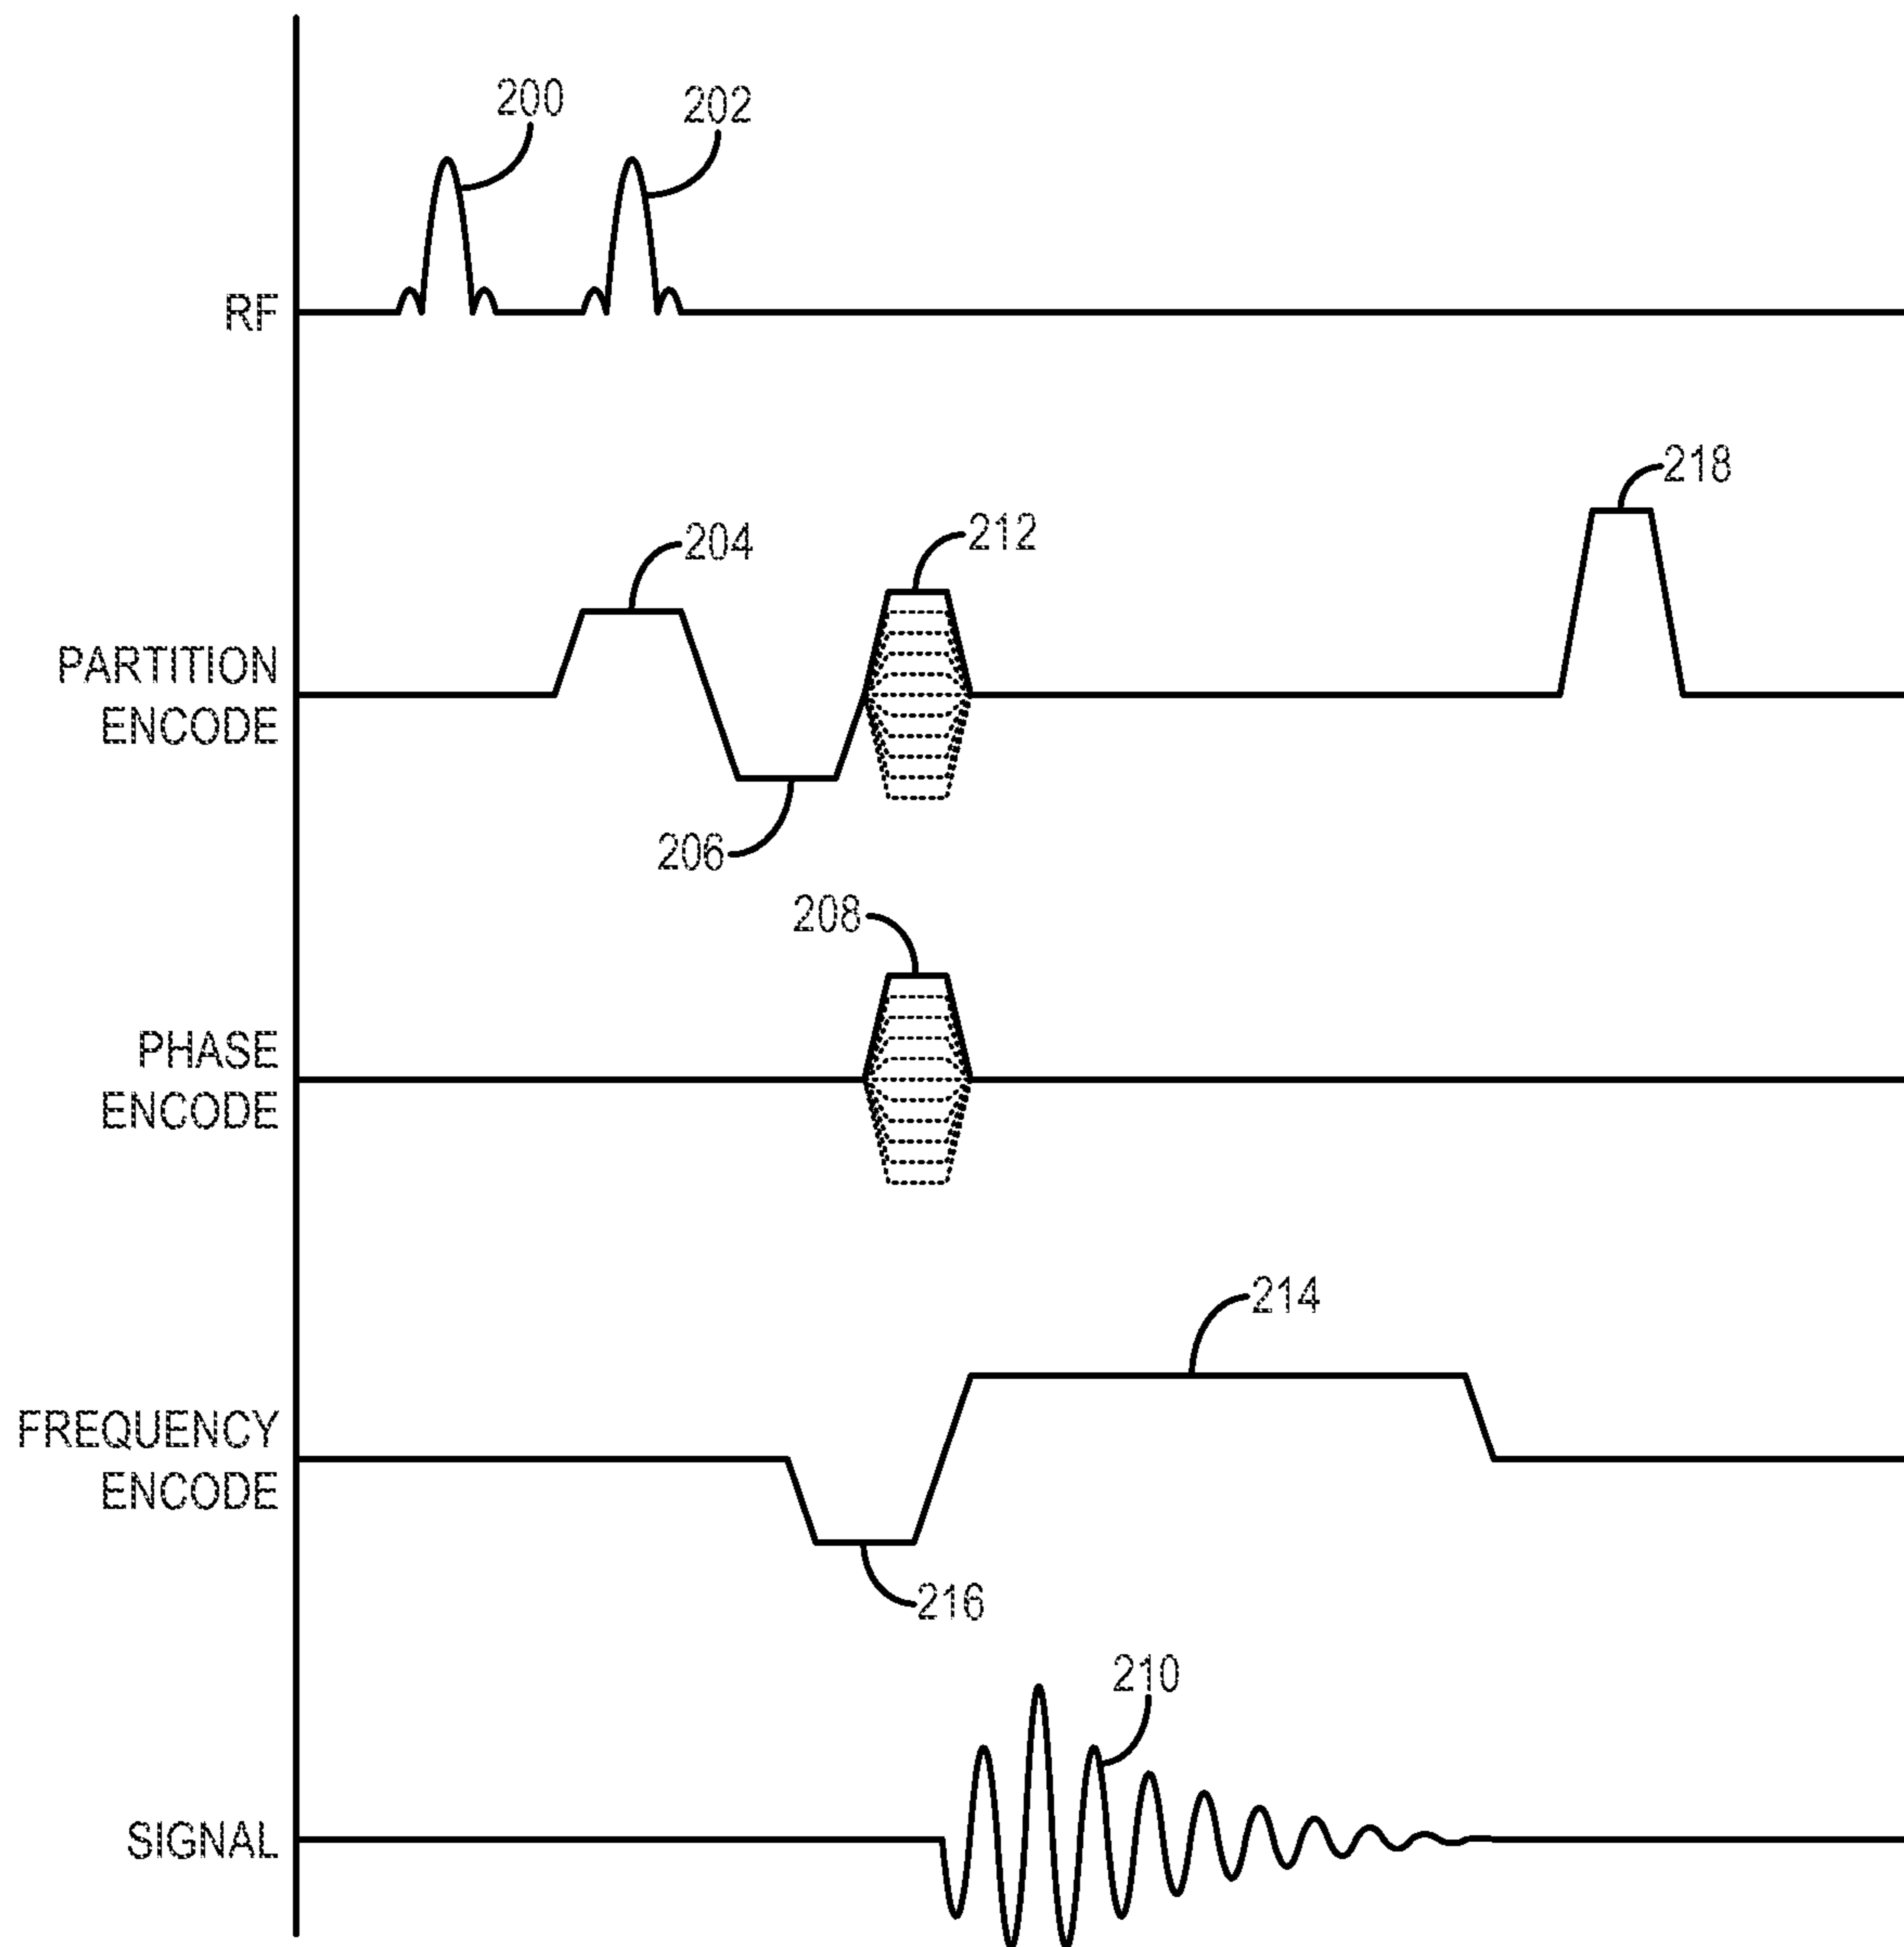 200
202
RF
218
204
212
PARTITION
ENCODE
206
208
PHASE
ENCODE
214
FREQUENCY
ENCODE
216
210
SIGNAL